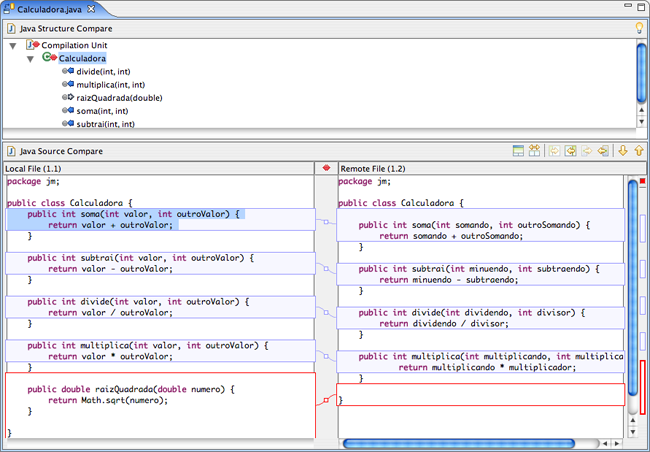 Calculadora.java
Java Structure Compare
Compilation Unit
Calculadora
divide(int, int)
multiplica(int, int)
raizQuadrada(double)
soma(int, int)
subtrai(int, int)
Java Source Compare
Local File (1.1)
package jm;
public class Calculadora {
public int soma(int valor, int outroValor) {
return valor + outroValor;
}
public int subtrai(int valor, int outroValor) {
return valor - outroValor;
}
public int divide(int valor, int outroValor) {
return valor / outroValor;
}
public int multiplica(int valor, int outroValor) {
return valor * outroValor;
}
public double raizQuadrada(double numero) {
return Math.sqrt(numero);
}
}
Remote File (1.2)
package jm;
public class Calculadora {
public int soma(int somando, int outroSomando) {
return somando + outroSomando;
}
public int subtrai(int minuendo, int subtraendo) {
return minuendo - subtraendo;
}
public int divide(int dividendo, int divisor) {
return dividendo / divisor;
}
public int multiplica(int multiplicando, int multiplica
return multiplicando * multiplicador;
}
}